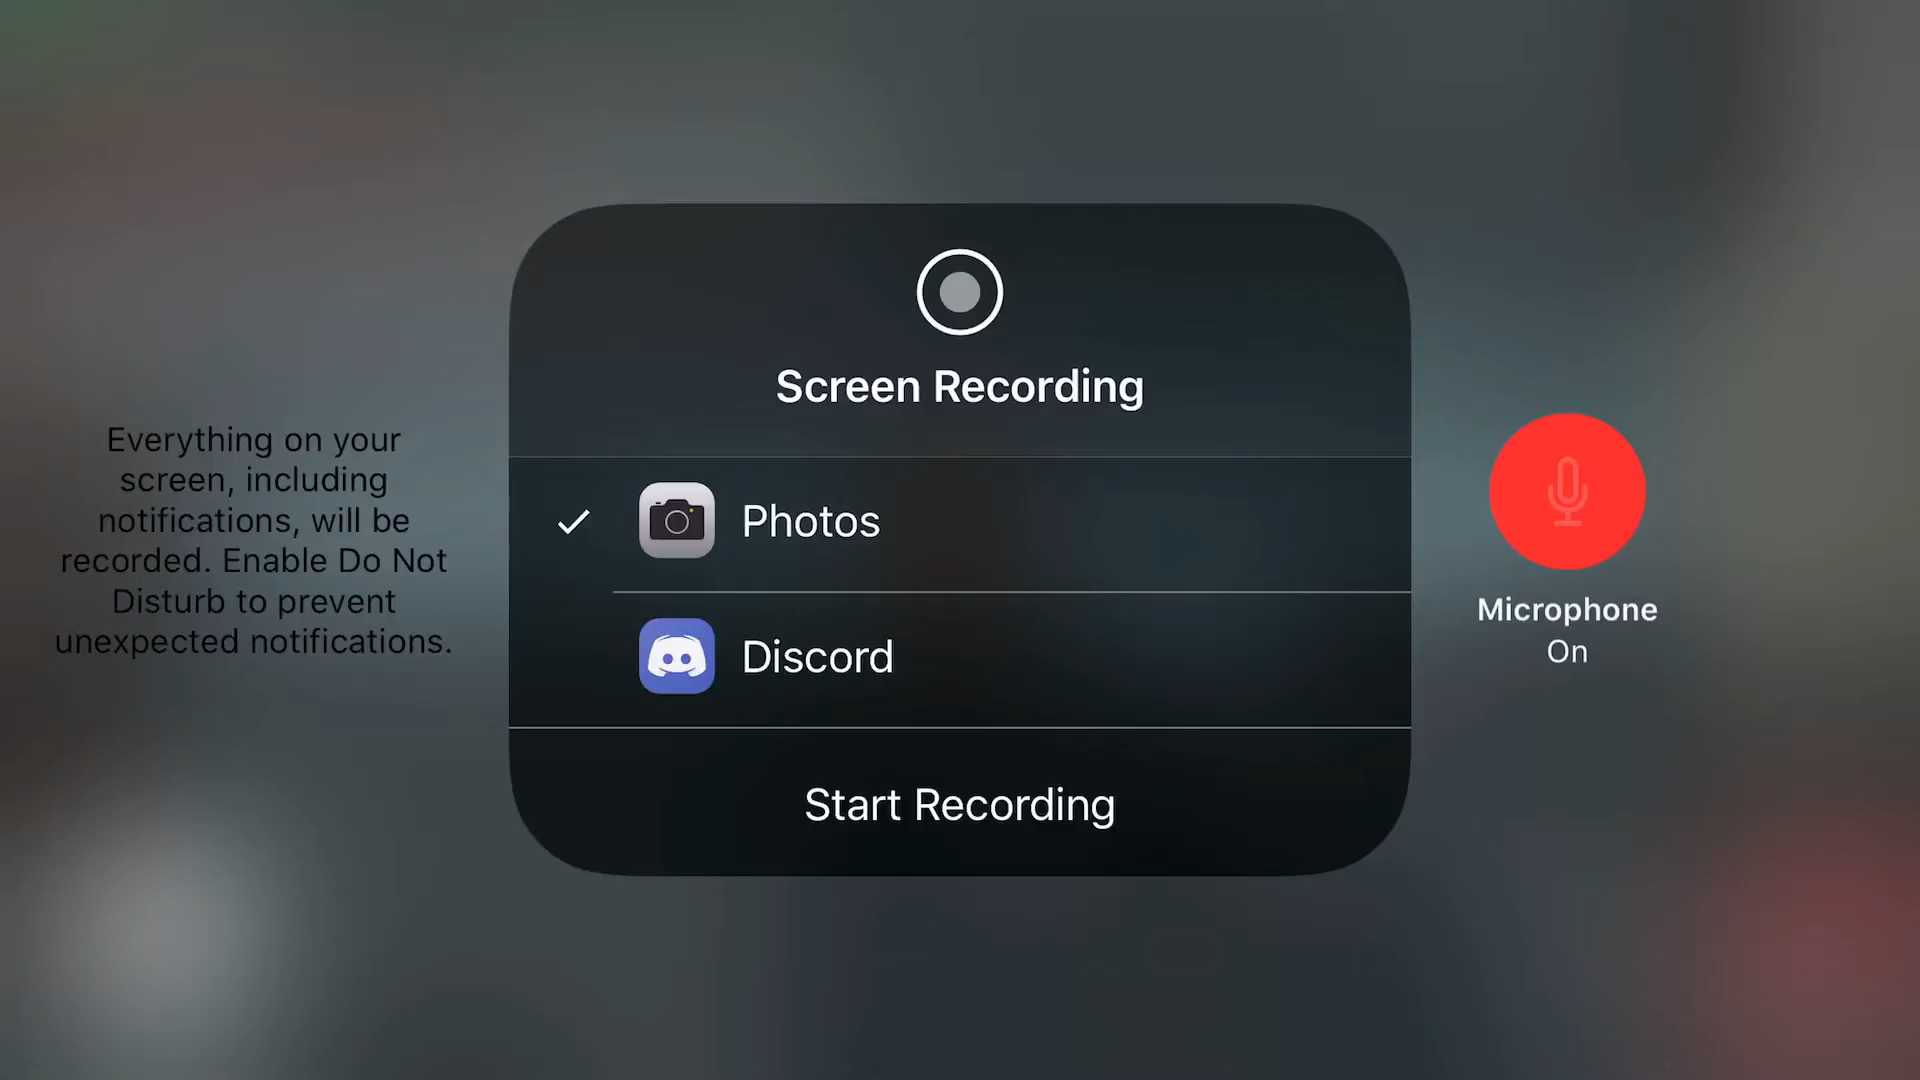 Everything on your
screen, including
notifications, will be
recorded. Enable Do Not
Disturb to prevent
unexpected notifications.
Screen Recording
Photos
Discord
Start Recording
Microphone
On